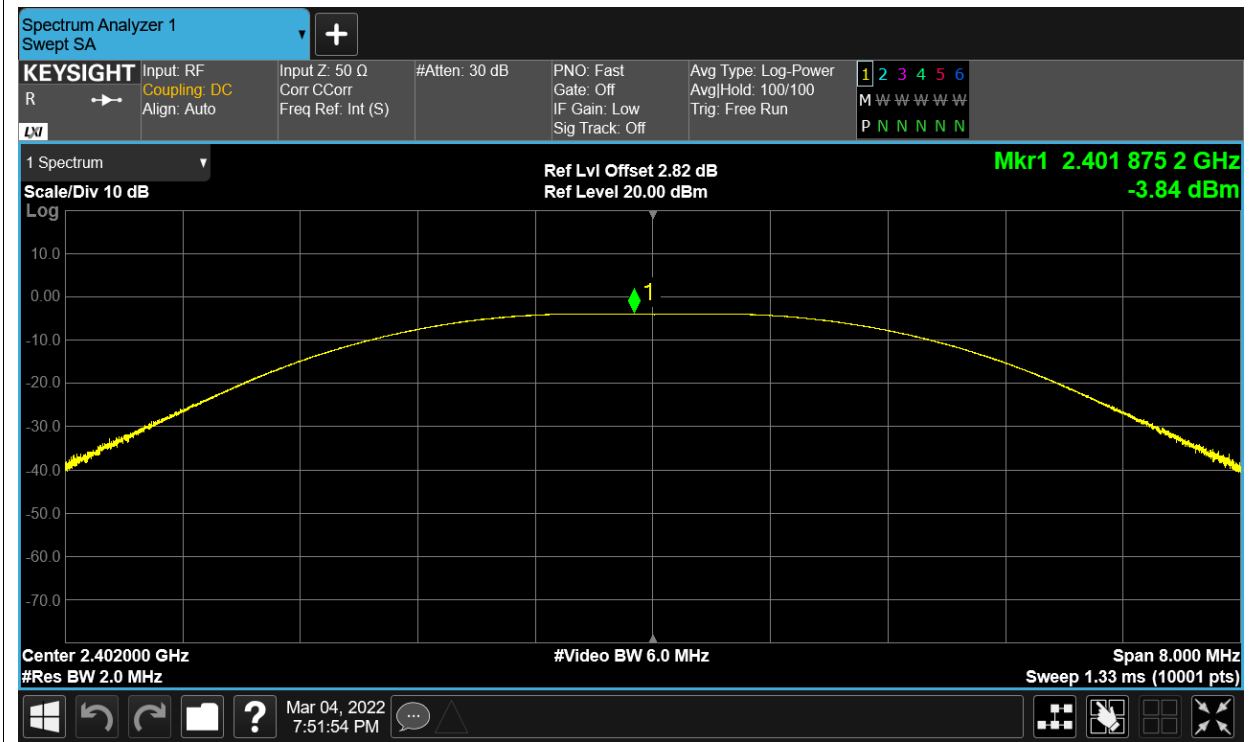 Spectrum Analyzer 1
Swept SA
+
KEYSIGHT
R
LXI
Input: RF
Coupling: DC
Align: Auto
Input Z: 50 Ω
Corr CCorr
Freq Ref: Int (S)
#Atten: 30 dB
PNO: Fast
Gate: Off
IF Gain: Low
Sig Track: Off
Avg Type: Log-Power
Avg|Hold: 100/100
Trig: Free Run
1 2 3 4 5 6
M W W W W W
P N N N N N
1 Spectrum
Scale/Div 10 dB
Ref Lvl Offset 2.82 dB
Ref Level 20.00 dBm
Mkr1 2.401 875 2 GHz
-3.84 dBm
Log
10.0
0.00
-10.0
-20.0
-30.0
-40.0
-50.0
-60.0
-70.0
1
Center 2.402000 GHz
#Res BW 2.0 MHz
#Video BW 6.0 MHz
Span 8.000 MHz
Sweep 1.33 ms (10001 pts)
?
Mar 04, 2022
7:51:54 PM